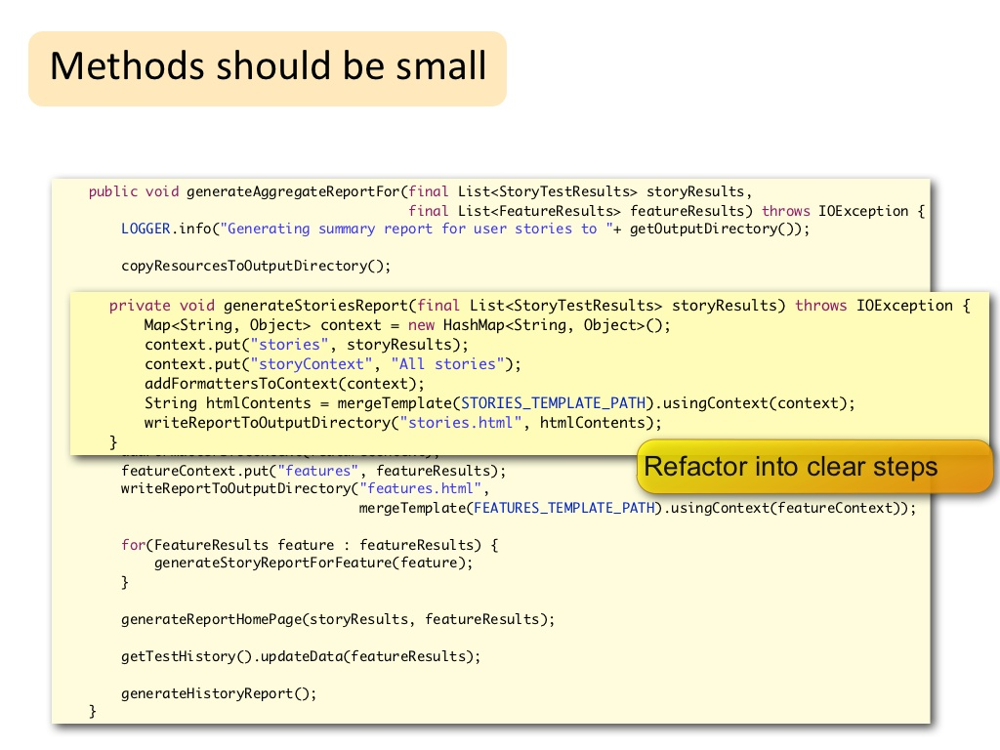 Methods should be small
public void generateAggregateReportFor(final List<StoryTestResults> storyResults,
final List<FeatureResults> featureResults) throws IOException {
LOGGER.info("Generating summary report for user stories to "+ getOutputDirectory());
copyResourcesToOutputDirectory();
private void generateStoriesReport(final List<StoryTestResults> storyResults) throws IOException {
Map<String, Object> context = new HashMap<String, Object>();
context.put("stories", storyResults);
context.put("storyContext", "All stories");
addFormattersToContext(context);
String htmlContents = mergeTemplate(STORIES_TEMPLATE_PATH).usingContext(context);
writeReportToOutputDirectory("stories.html", htmlContents);
}
Refactor into clear steps
featureContext.put("features", featureResults);
writeReportToOutputDirectory("features.html",
mergeTemplate(FEATURES_TEMPLATE_PATH).usingContext(featureContext));
for(FeatureResults feature : featureResults) {
generateStoryReportForFeature(feature);
}
generateReportHomePage(storyResults, featureResults);
getTestHistory().updateData(featureResults);
generateHistoryReport();
}